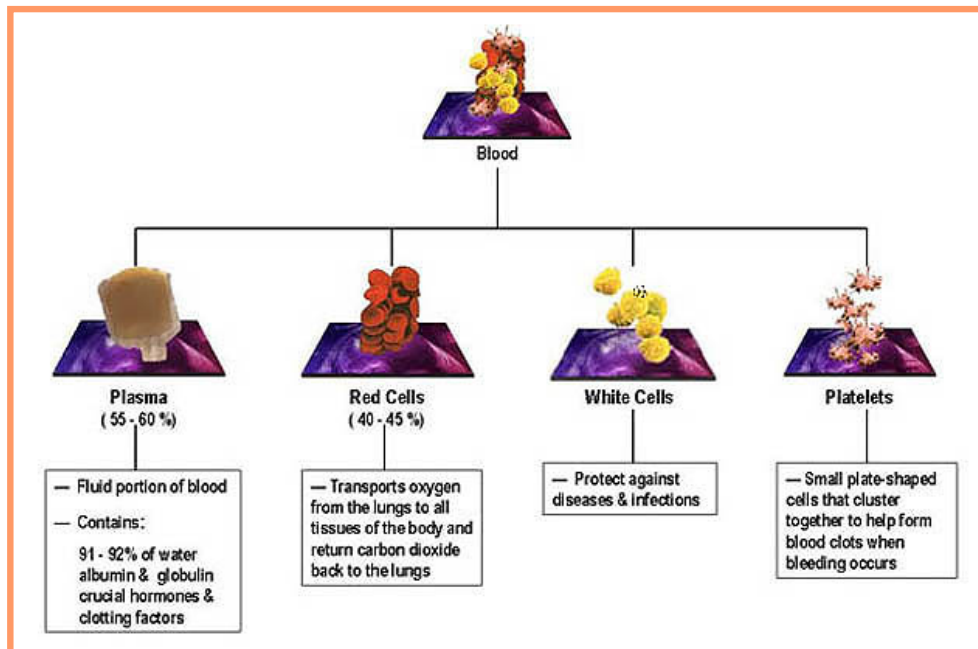 Blood
Plasma
( 55 - 60 %)
— Fluid portion of blood
— Contains:
91 - 92% of water
albumin & globulin
crucial hormones &
clotting factors
Red Cells
( 40 - 45 %)
— Transports oxygen
from the lungs to all
tissues of the body and
return carbon dioxide
back to the lungs
White Cells
— Protect against
diseases & infections
Platelets
— Small plate-shaped
cells that cluster
together to help form
blood clots when
bleeding occurs